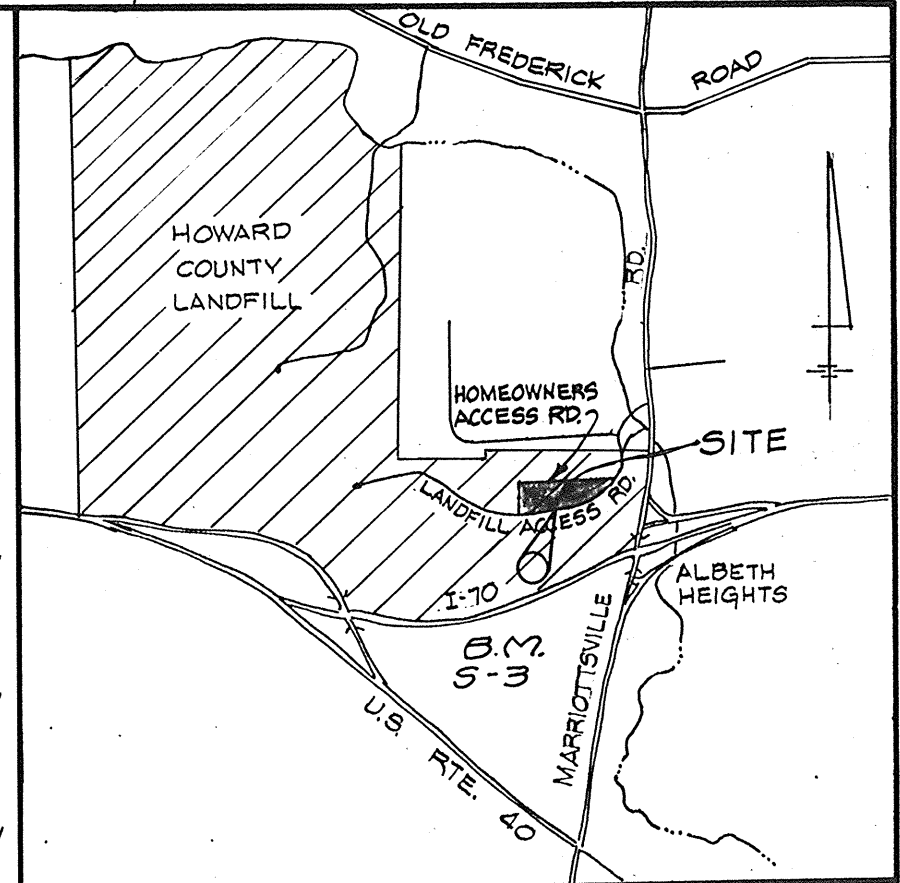 OLD FREDERICK ROAD
HOWARD
COUNTY
LANDFILL
RD.
HOMEOWNERS
ACCESS RD.
SITE
LANDFILL ACCESS RD.
I-70
ALBETH
HEIGHTS
B.M.
S-3
MARRIOTTSVILLE
U.S. RTE. 40